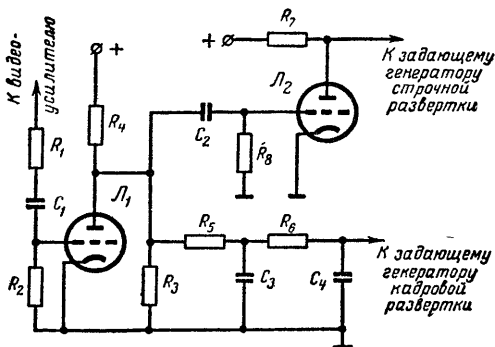 К видео-
усилителю
+
R₇
+
К задающему
генератору
строчной
развертки
Л₂
R₄
C₂
R₈
R₁
Л₁
C₁
R₅
R₆
К задающему
генератору
кадровой
развертки
R₂
R₃
C₃
C₄